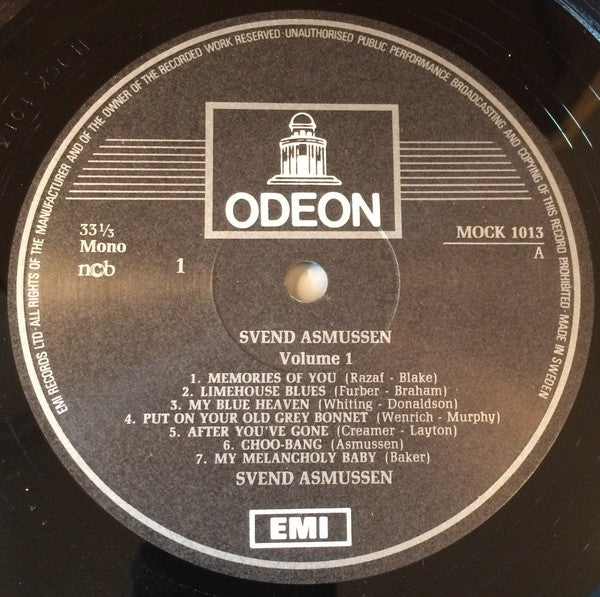 EMI RECORDS LTD · ALL RIGHTS OF THE MANUFACTURER AND OF THE OWNER OF THE RECORDED WORK RESERVED · UNAUTHORISED PUBLIC PERFORMANCE BROADCASTING AND COPYING OF THIS RECORD PROHIBITED · MADE IN SWEDEN
ODEON
33⅓
Mono
ncb
1
MOCK 1013
A
SVEND ASMUSSEN
Volume 1
1. MEMORIES OF YOU (Razaf - Blake)
2. LIMEHOUSE BLUES (Furber - Braham)
3. MY BLUE HEAVEN (Whiting - Donaldson)
4. PUT ON YOUR OLD GREY BONNET (Wenrich - Murphy)
5. AFTER YOU'VE GONE (Creamer - Layton)
6. CHOO-BANG (Asmussen)
7. MY MELANCHOLY BABY (Baker)
SVEND ASMUSSEN
EMI